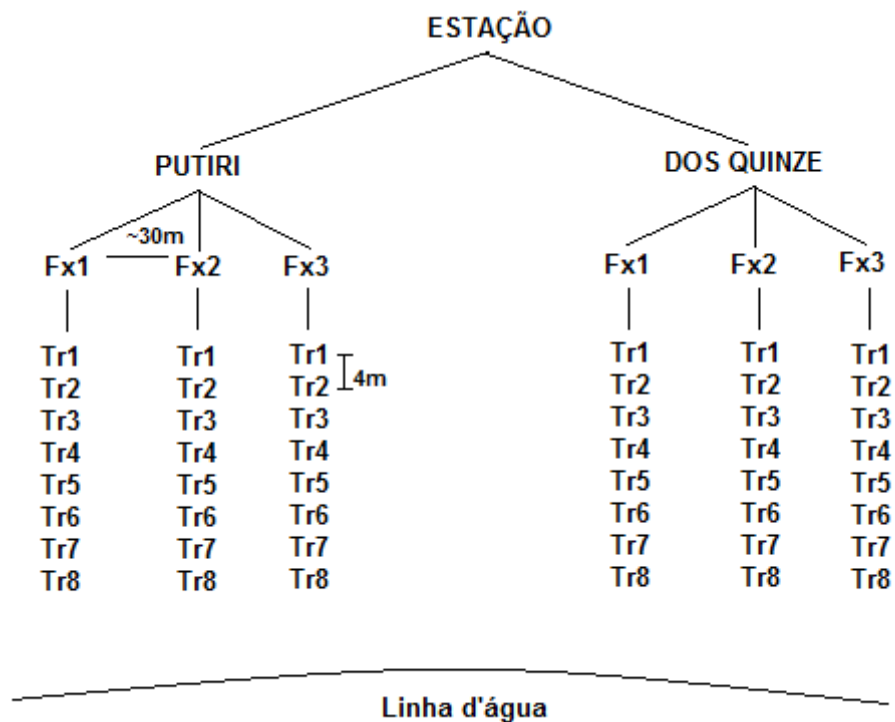 ESTAÇÃO
PUTIRI DOS QUINZE
~30m
Fx1 Fx2 Fx3 Fx1 Fx2 Fx3
Tr1 Tr1 Tr1 Tr1 Tr1 Tr1
4m
Tr2 Tr2 Tr2 Tr2 Tr2 Tr2
Tr3 Tr3 Tr3 Tr3 Tr3 Tr3
Tr4 Tr4 Tr4 Tr4 Tr4 Tr4
Tr5 Tr5 Tr5 Tr5 Tr5 Tr5
Tr6 Tr6 Tr6 Tr6 Tr6 Tr6
Tr7 Tr7 Tr7 Tr7 Tr7 Tr7
Tr8 Tr8 Tr8 Tr8 Tr8 Tr8
Linha d'água